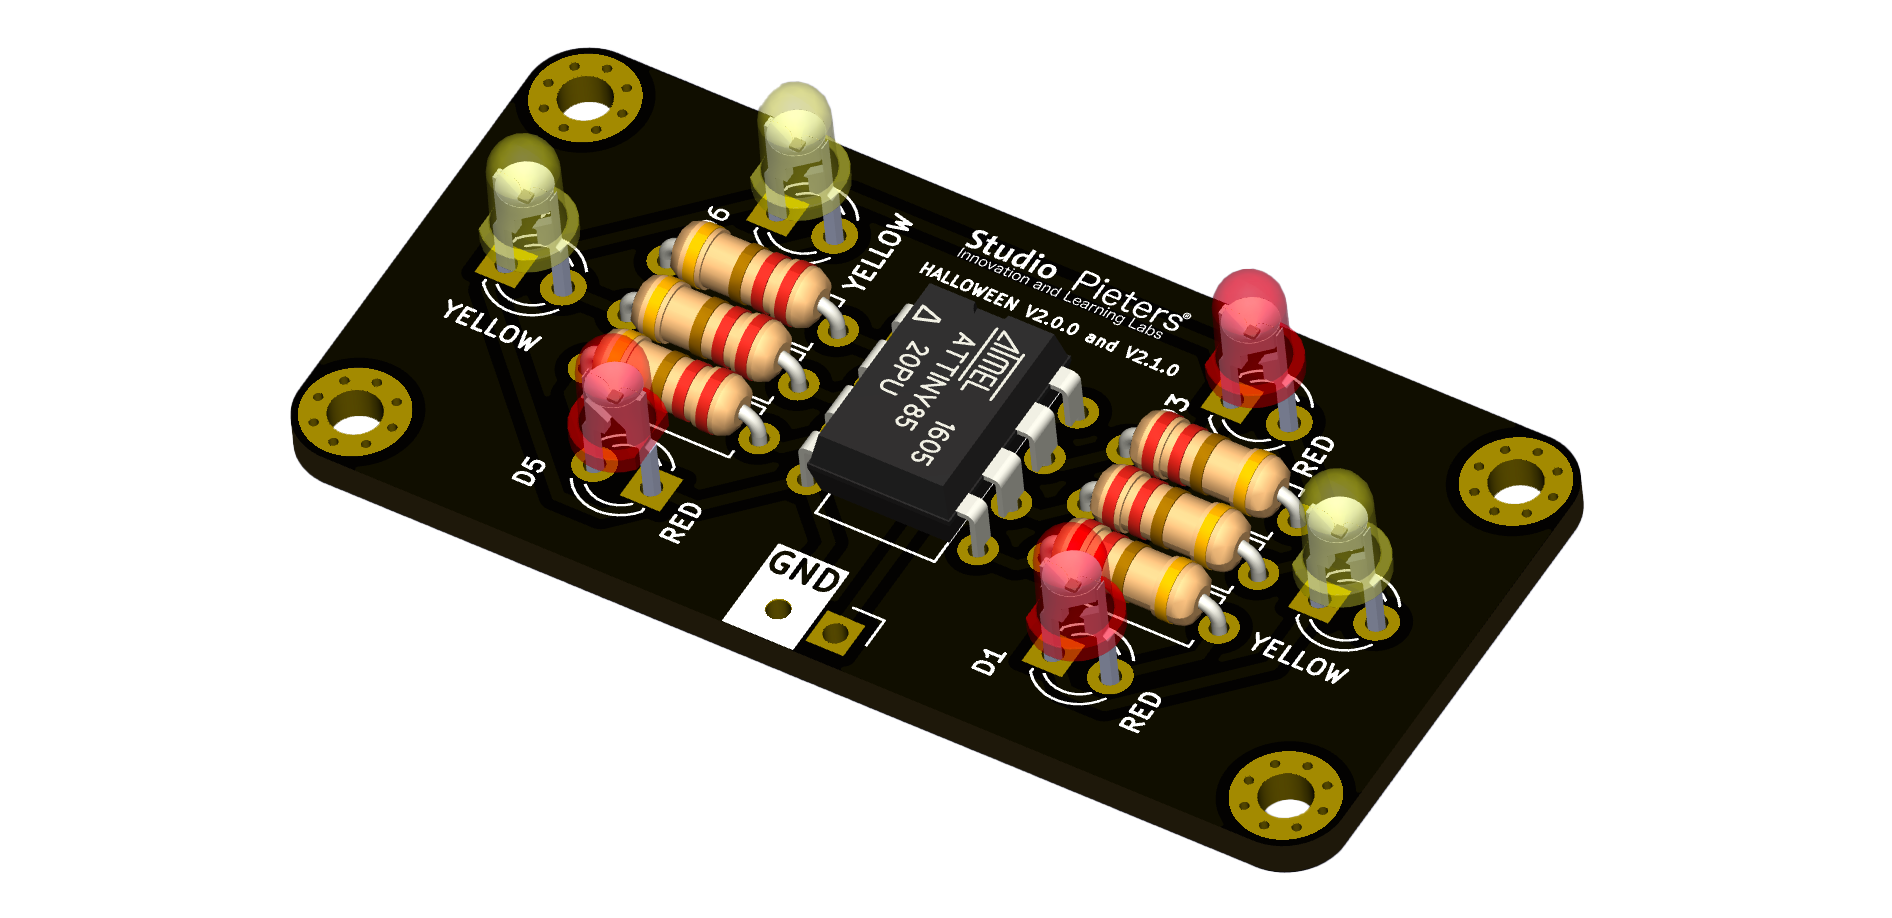 Studio Pieters®
Innovation and Learning Labs
HALLOWEEN V2.0.0 and V2.1.0
6
YELLOW
YELLOW
ATMEL
ATTINY85
20PU
1605
3
RED
D5
RED
GND
YELLOW
D1
RED